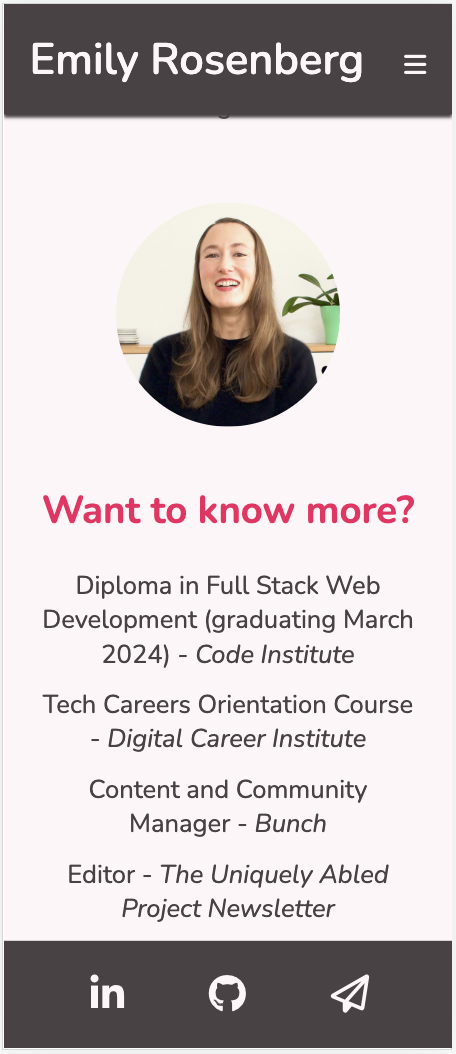 Emily Rosenberg
Want to know more?
Diploma in Full Stack Web
Development (graduating March
2024) - Code Institute
Tech Careers Orientation Course
- Digital Career Institute
Content and Community
Manager - Bunch
Editor - The Uniquely Abled
Project Newsletter
in